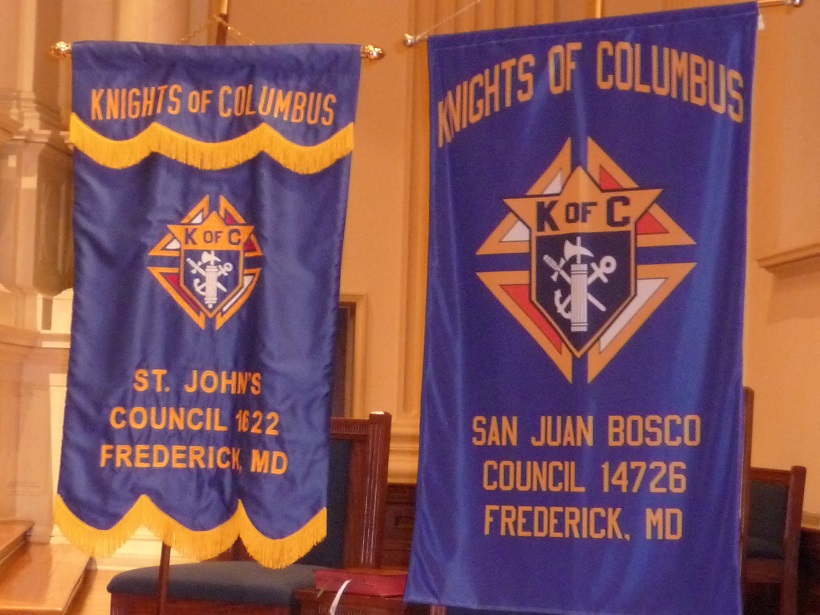 KNIGHTS OF COLUMBUS
K OF C
ST. JOHN'S
COUNCIL 1622
FREDERICK, MD
KNIGHTS OF COLUMBUS
K OF C
SAN JUAN BOSCO
COUNCIL 14726
FREDERICK, MD